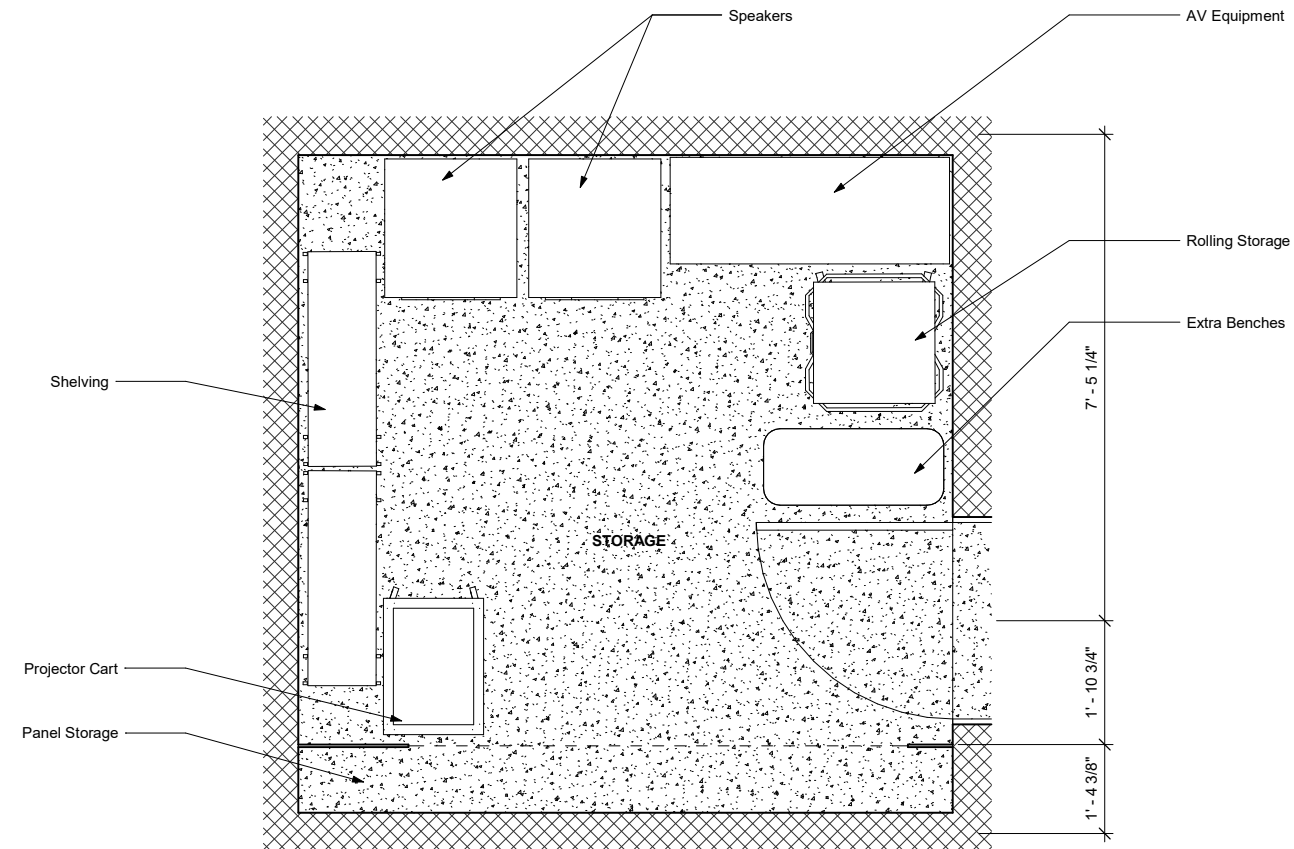 Speakers
AV Equipment
Rolling Storage
Extra Benches
7' - 5 1/4"
Shelving
STORAGE
1' - 10 3/4"
Projector Cart
Panel Storage
1' - 4 3/8"